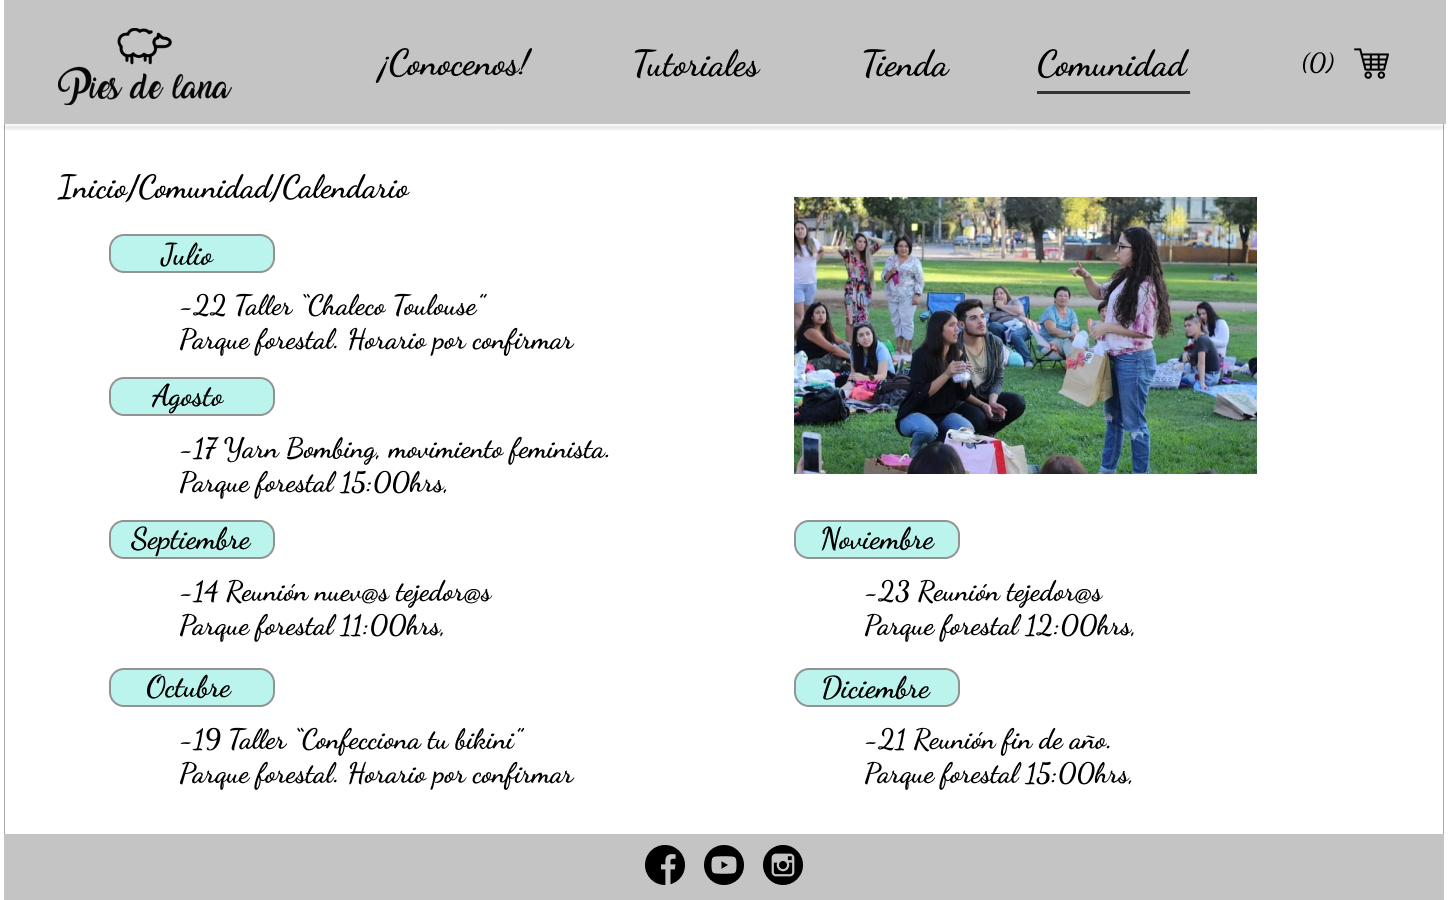 Pies de lana
¡Conocenos!
Tutoriales
Tienda
Comunidad
(0)
Inicio/Comunidad/Calendario
Julio
-22 Taller “Chaleco Toulouse”
Parque forestal. Horario por confirmar
Agosto
-17 Yarn Bombing, movimiento feminista.
Parque forestal 15:00hrs,
Septiembre
-14 Reunión nuev@s tejedor@s
Parque forestal 11:00hrs,
Octubre
-19 Taller “Confecciona tu bikini”
Parque forestal. Horario por confirmar
Noviembre
-23 Reunión tejedor@s
Parque forestal 12:00hrs,
Diciembre
-21 Reunión fin de año.
Parque forestal 15:00hrs,